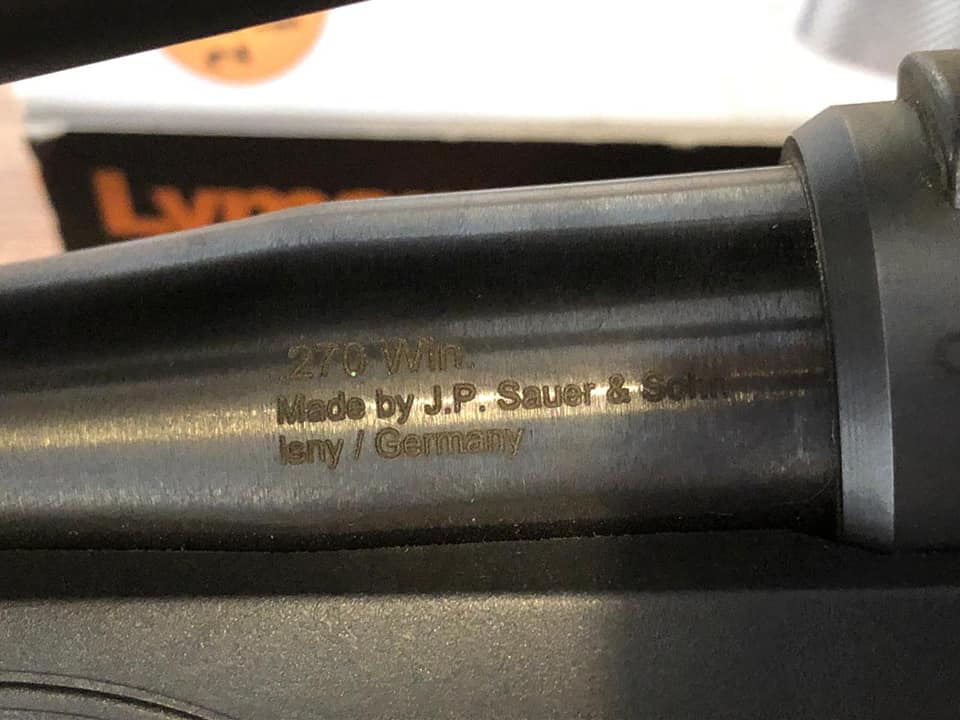 .270 Win.
Made by J.P. Sauer & Sohn
Isny / Germany